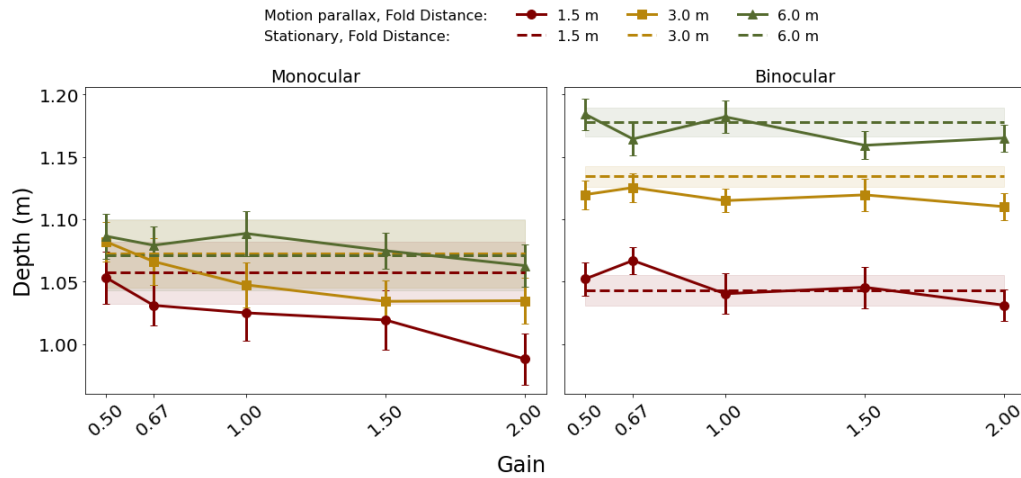 Motion parallax, Fold Distance: 1.5 m 3.0 m 6.0 m
Stationary, Fold Distance: 1.5 m 3.0 m 6.0 m
Monocular Binocular
1.20
1.15
1.10
1.05
1.00
Depth (m)
0.50 0.67 1.00 1.50 2.00 0.50 0.67 1.00 1.50 2.00
Gain